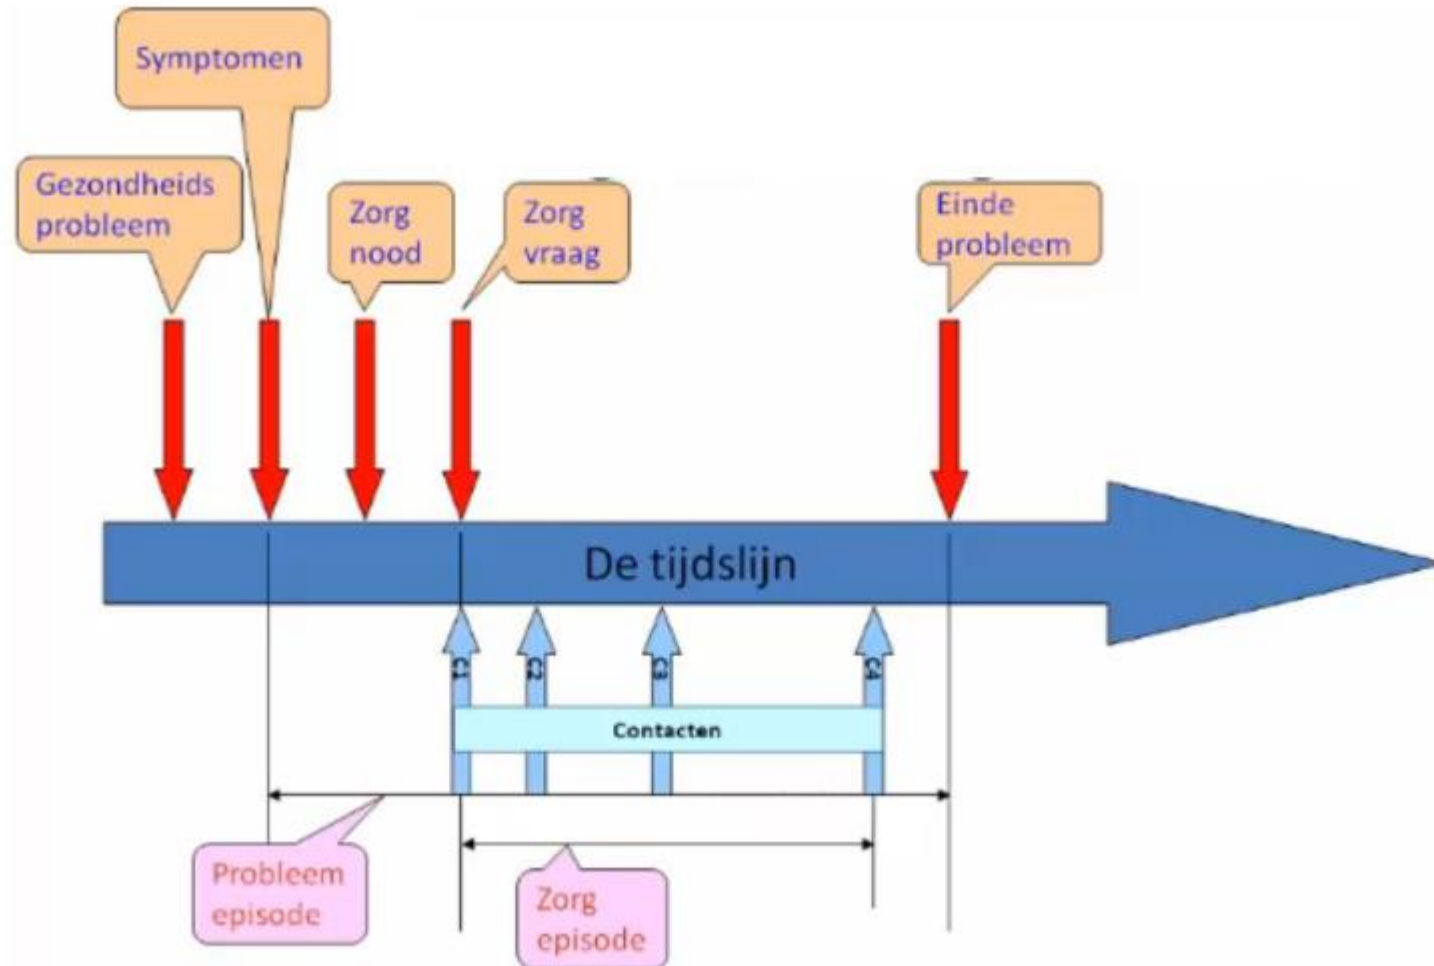 Symptomen
Gezondheids
probleem
Zorg
nood
Zorg
vraag
Einde
probleem
De tijdslijn
C1
C2
C3
C4
Contacten
Probleem
episode
Zorg
episode